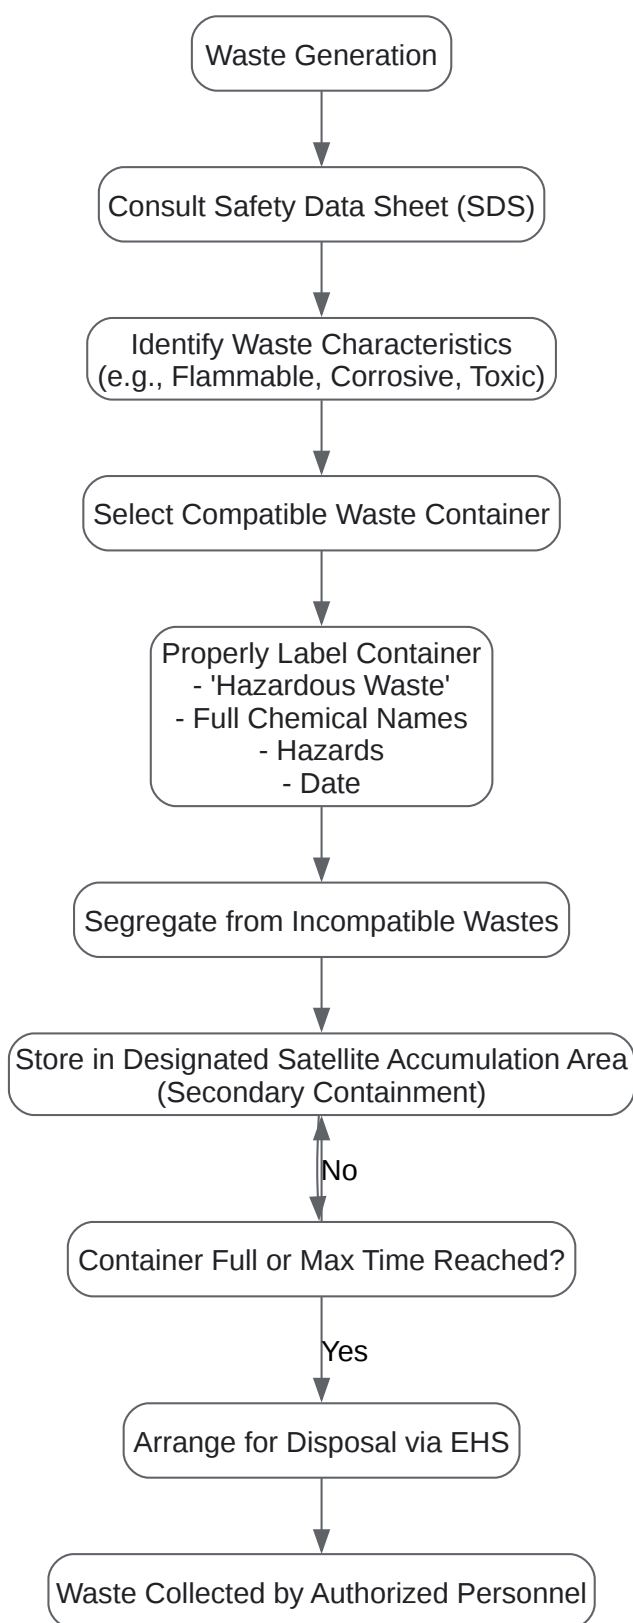 Waste Generation
Consult Safety Data Sheet (SDS)
Identify Waste Characteristics
(e.g., Flammable, Corrosive, Toxic)
Select Compatible Waste Container
Properly Label Container
- 'Hazardous Waste'
- Full Chemical Names
- Hazards
- Date
Segregate from Incompatible Wastes
Store in Designated Satellite Accumulation Area
(Secondary Containment)
No
Container Full or Max Time Reached?
Yes
Arrange for Disposal via EHS
Waste Collected by Authorized Personnel